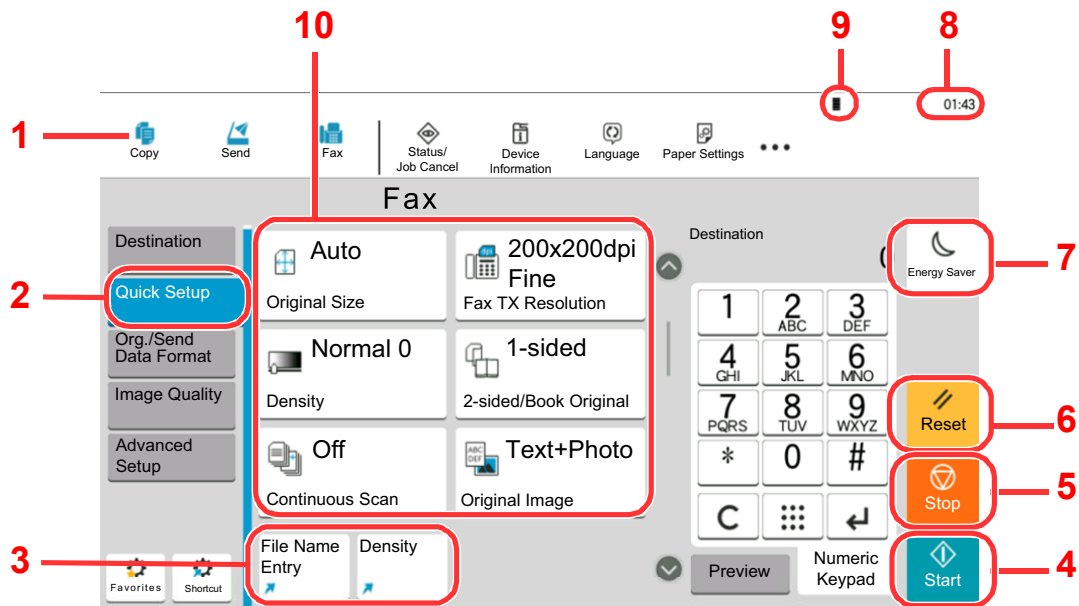 10
9
8
01:43
1
Copy
Send
Fax
Status/
Job Cancel
Device
Information
Language
Paper Settings
Fax
Destination
2
Quick Setup
Org./Send
Data Format
Image Quality
Advanced
Setup
Auto
Original Size
200x200dpi
Fine
Fax TX Resolution
Normal 0
Density
1-sided
2-sided/Book Original
Off
Continuous Scan
ABC
DEF
Text+Photo
Original Image
3
File Name
Entry
Density
Favorites
Shortcut
Destination
1
2
ABC
3
DEF
4
GHI
5
JKL
6
MNO
7
PQRS
8
TUV
9
WXYZ
*
0
#
C
Preview
Numeric
Keypad
Energy Saver
7
Reset
6
Stop
5
Start
4